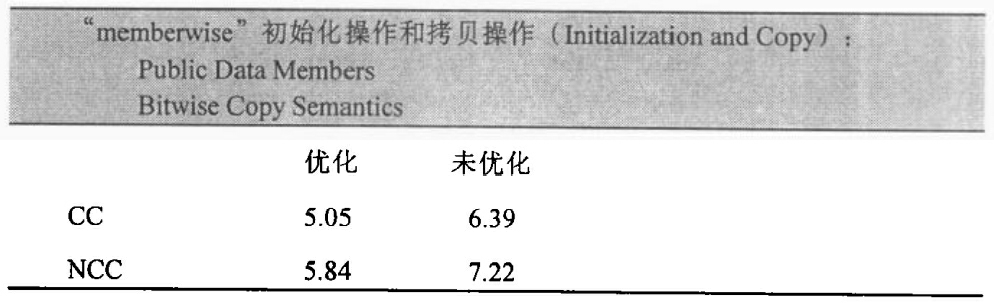 “memberwise”初始化操作和拷贝操作（Initialization and Copy）：
Public Data Members
Bitwise Copy Semantics
优化 未优化
CC 5.05 6.39
NCC 5.84 7.22